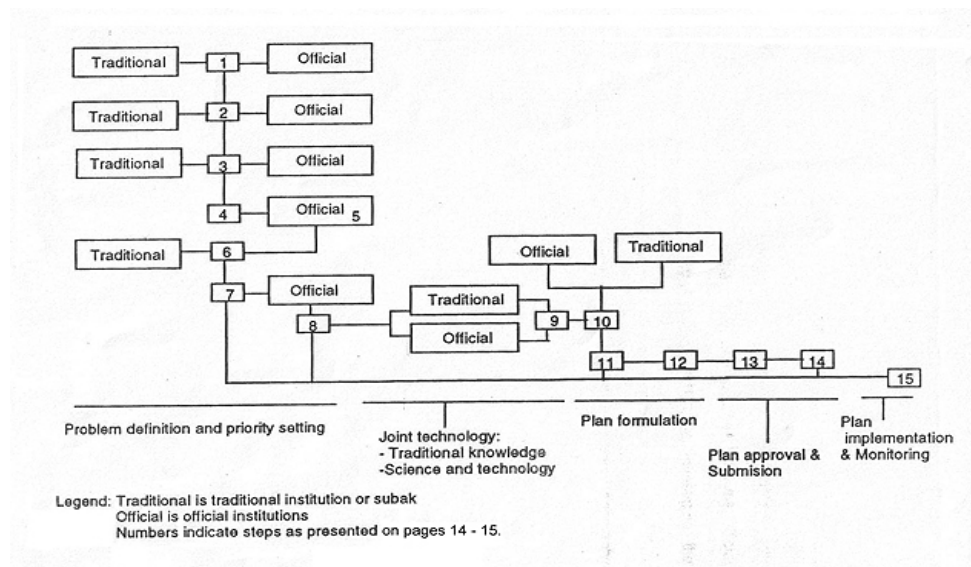 Traditional 1 Official
Traditional 2 Official
Traditional 3 Official
4 Official 5
Traditional 6
Official Traditional
7 Official
Traditional
8 9 10
Official
11 12 13 14
15
Problem definition and priority setting
Joint technology:
- Traditional knowledge
-Science and technology
Plan formulation
Plan approval &
Submision
Plan
implementation
& Monitoring
Legend: Traditional is traditional institution or subak
Official is official institutions
Numbers indicate steps as presented on pages 14 - 15.